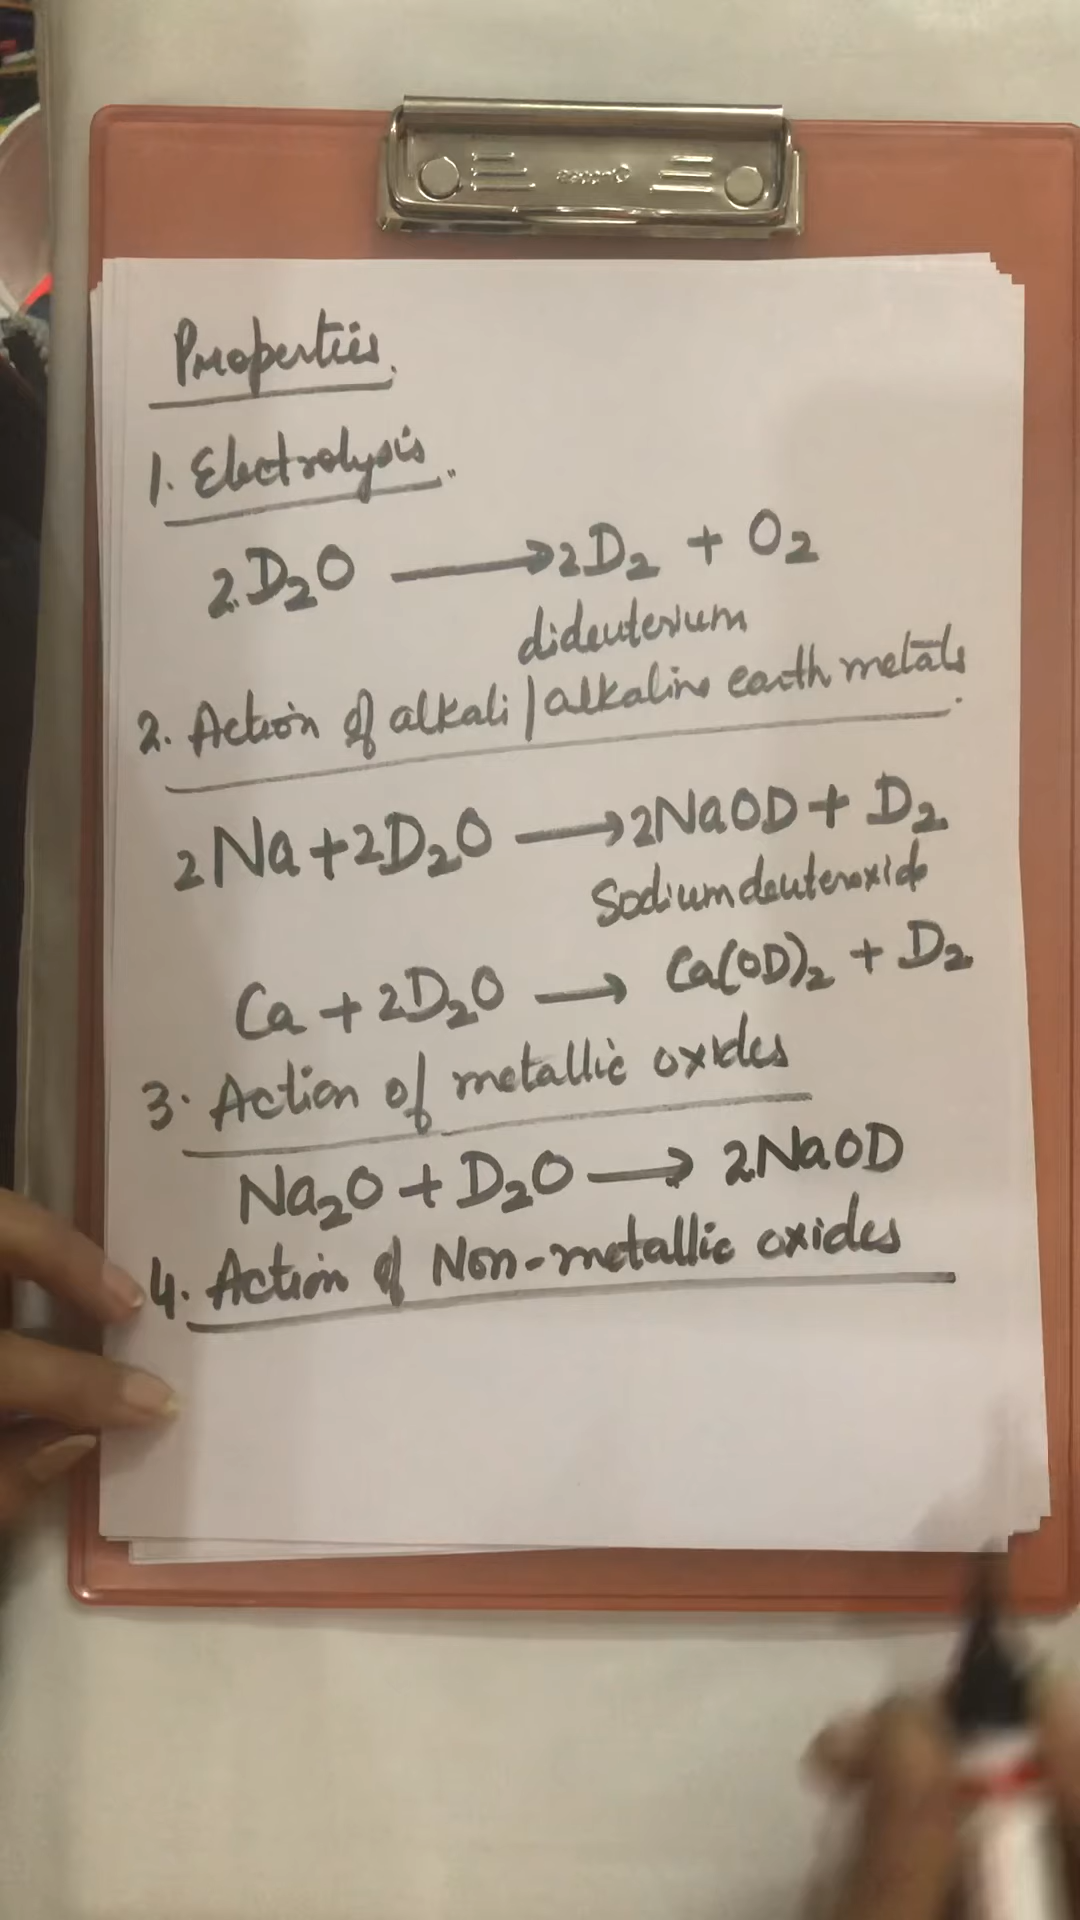 Properties.
1. Electrolysis
2D₂O ⟶ 2D₂ + O₂
dideuterium
2. Action of alkali / alkaline earth metals.
2Na + 2D₂O ⟶ 2NaOD + D₂
Sodium deuteroxide
Ca + 2D₂O ⟶ Ca(OD)₂ + D₂
3. Action of metallic oxides
Na₂O + D₂O ⟶ 2NaOD
4. Action of Non-metallic oxides